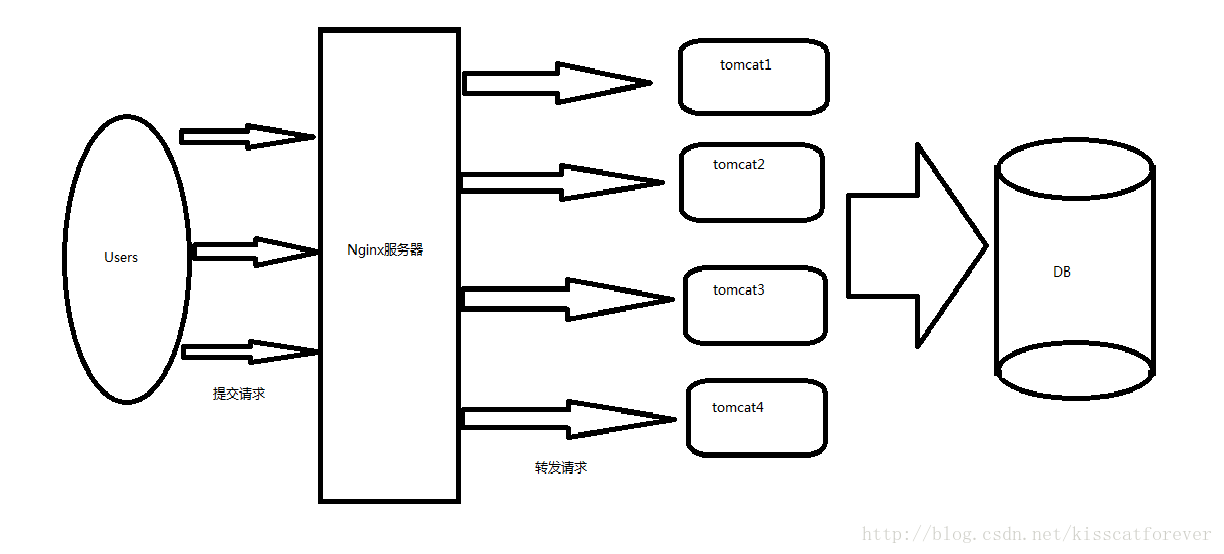 Users
提交请求
Nginx服务器
转发请求
tomcat1
tomcat2
tomcat3
tomcat4
DB
http://blog.csdn.net/kisscatforever